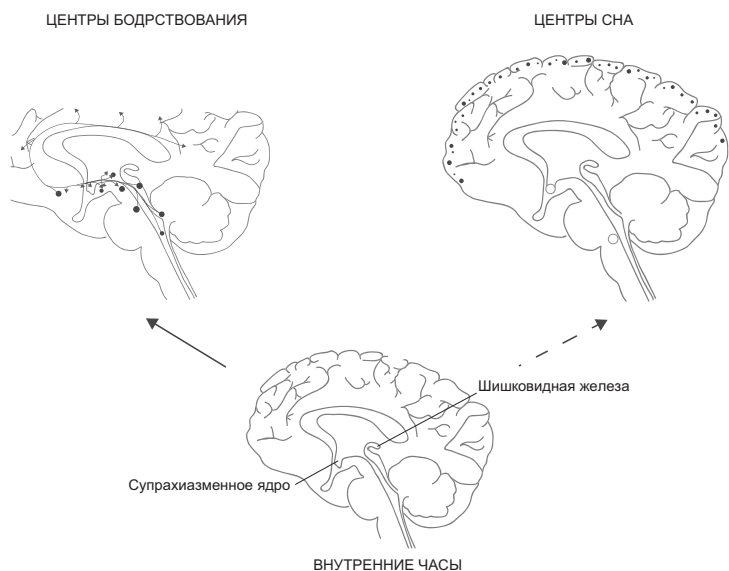 ЦЕНТРЫ БОДРСТВОВАНИЯ
ЦЕНТРЫ СНА
Шишковидная железа
Супрахиазменное ядро
ВНУТРЕННИЕ ЧАСЫ